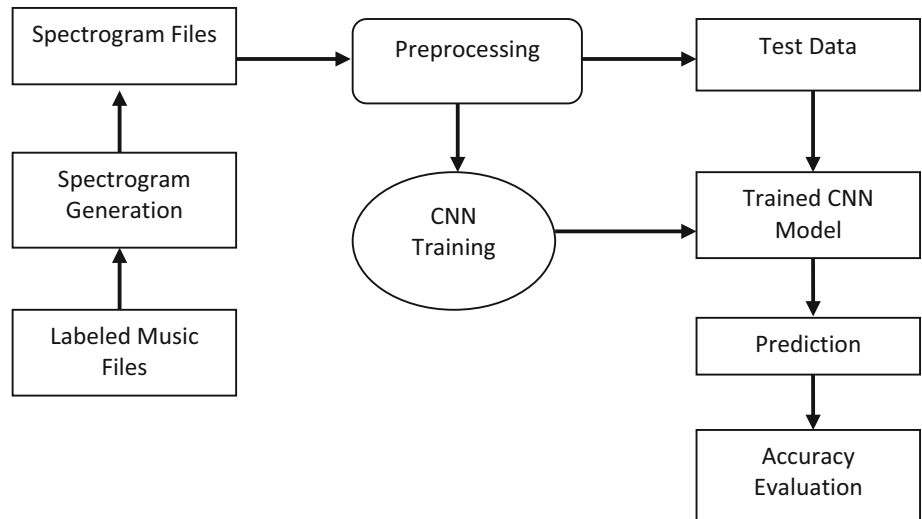 Spectrogram Files
Preprocessing
Test Data
Spectrogram
Generation
CNN
Training
Trained CNN
Model
Labeled Music
Files
Prediction
Accuracy
Evaluation